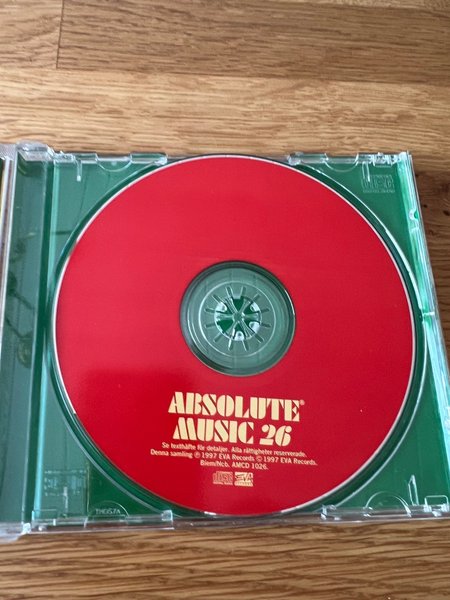 ABSOLUTE®
MUSIC 26
Se texthäfte för detaljer. Alla rättigheter reserverade.
Denna samling ℗ 1997 EVA Records © 1997 EVA Records.
Biem/Ncb. AMCD 1026.